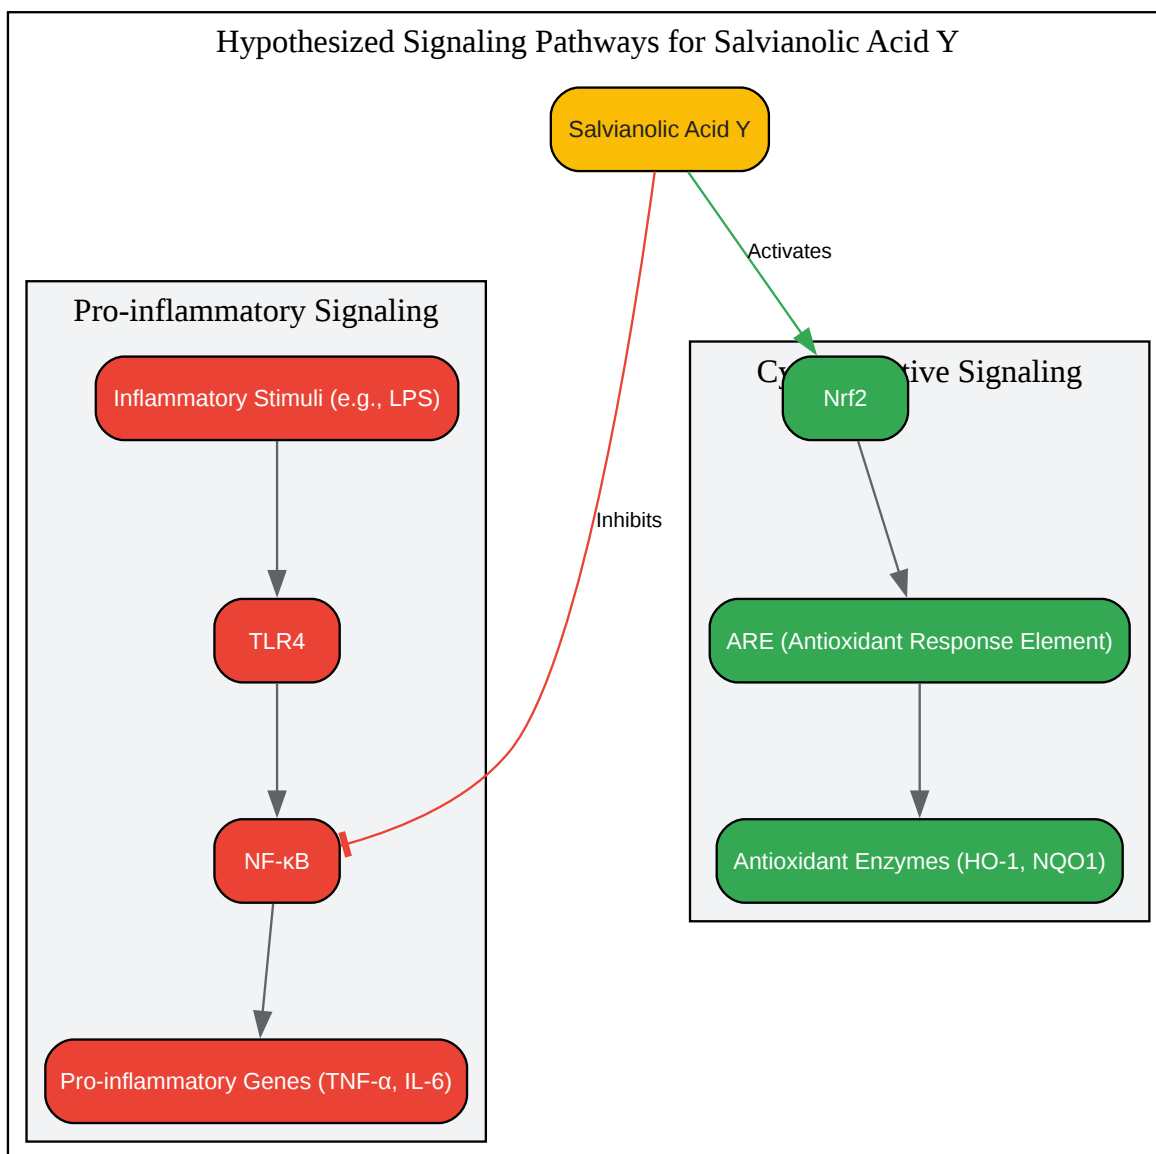 Hypothesized Signaling Pathways for Salvianolic Acid Y
Salvianolic Acid Y
Activates
Pro-inflammatory Signaling
Inflammatory Stimuli (e.g., LPS)
Signaling
Nrf2
Inhibits
TLR4
ARE (Antioxidant Response Element)
NF-κB
Antioxidant Enzymes (HO-1, NQO1)
Pro-inflammatory Genes (TNF-α, IL-6)